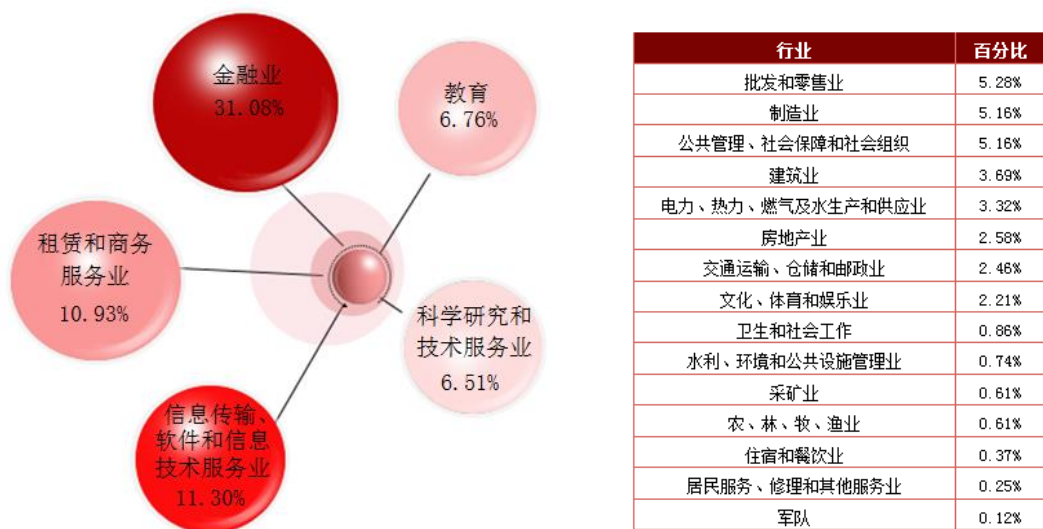 金融业
31.08%
教育
6.76%
租赁和商务
服务业
10.93%
科学研究和
技术服务业
6.51%
信息传输、
软件和信息
技术服务业
11.30%
行业 百分比
批发和零售业 5.28%
制造业 5.16%
公共管理、社会保障和社会组织 5.16%
建筑业 3.69%
电力、热力、燃气及水生产和供应业 3.32%
房地产业 2.58%
交通运输、仓储和邮政业 2.46%
文化、体育和娱乐业 2.21%
卫生和社会工作 0.86%
水利、环境和公共设施管理业 0.74%
采矿业 0.61%
农、林、牧、渔业 0.61%
住宿和餐饮业 0.37%
居民服务、修理和其他服务业 0.25%
军队 0.12%